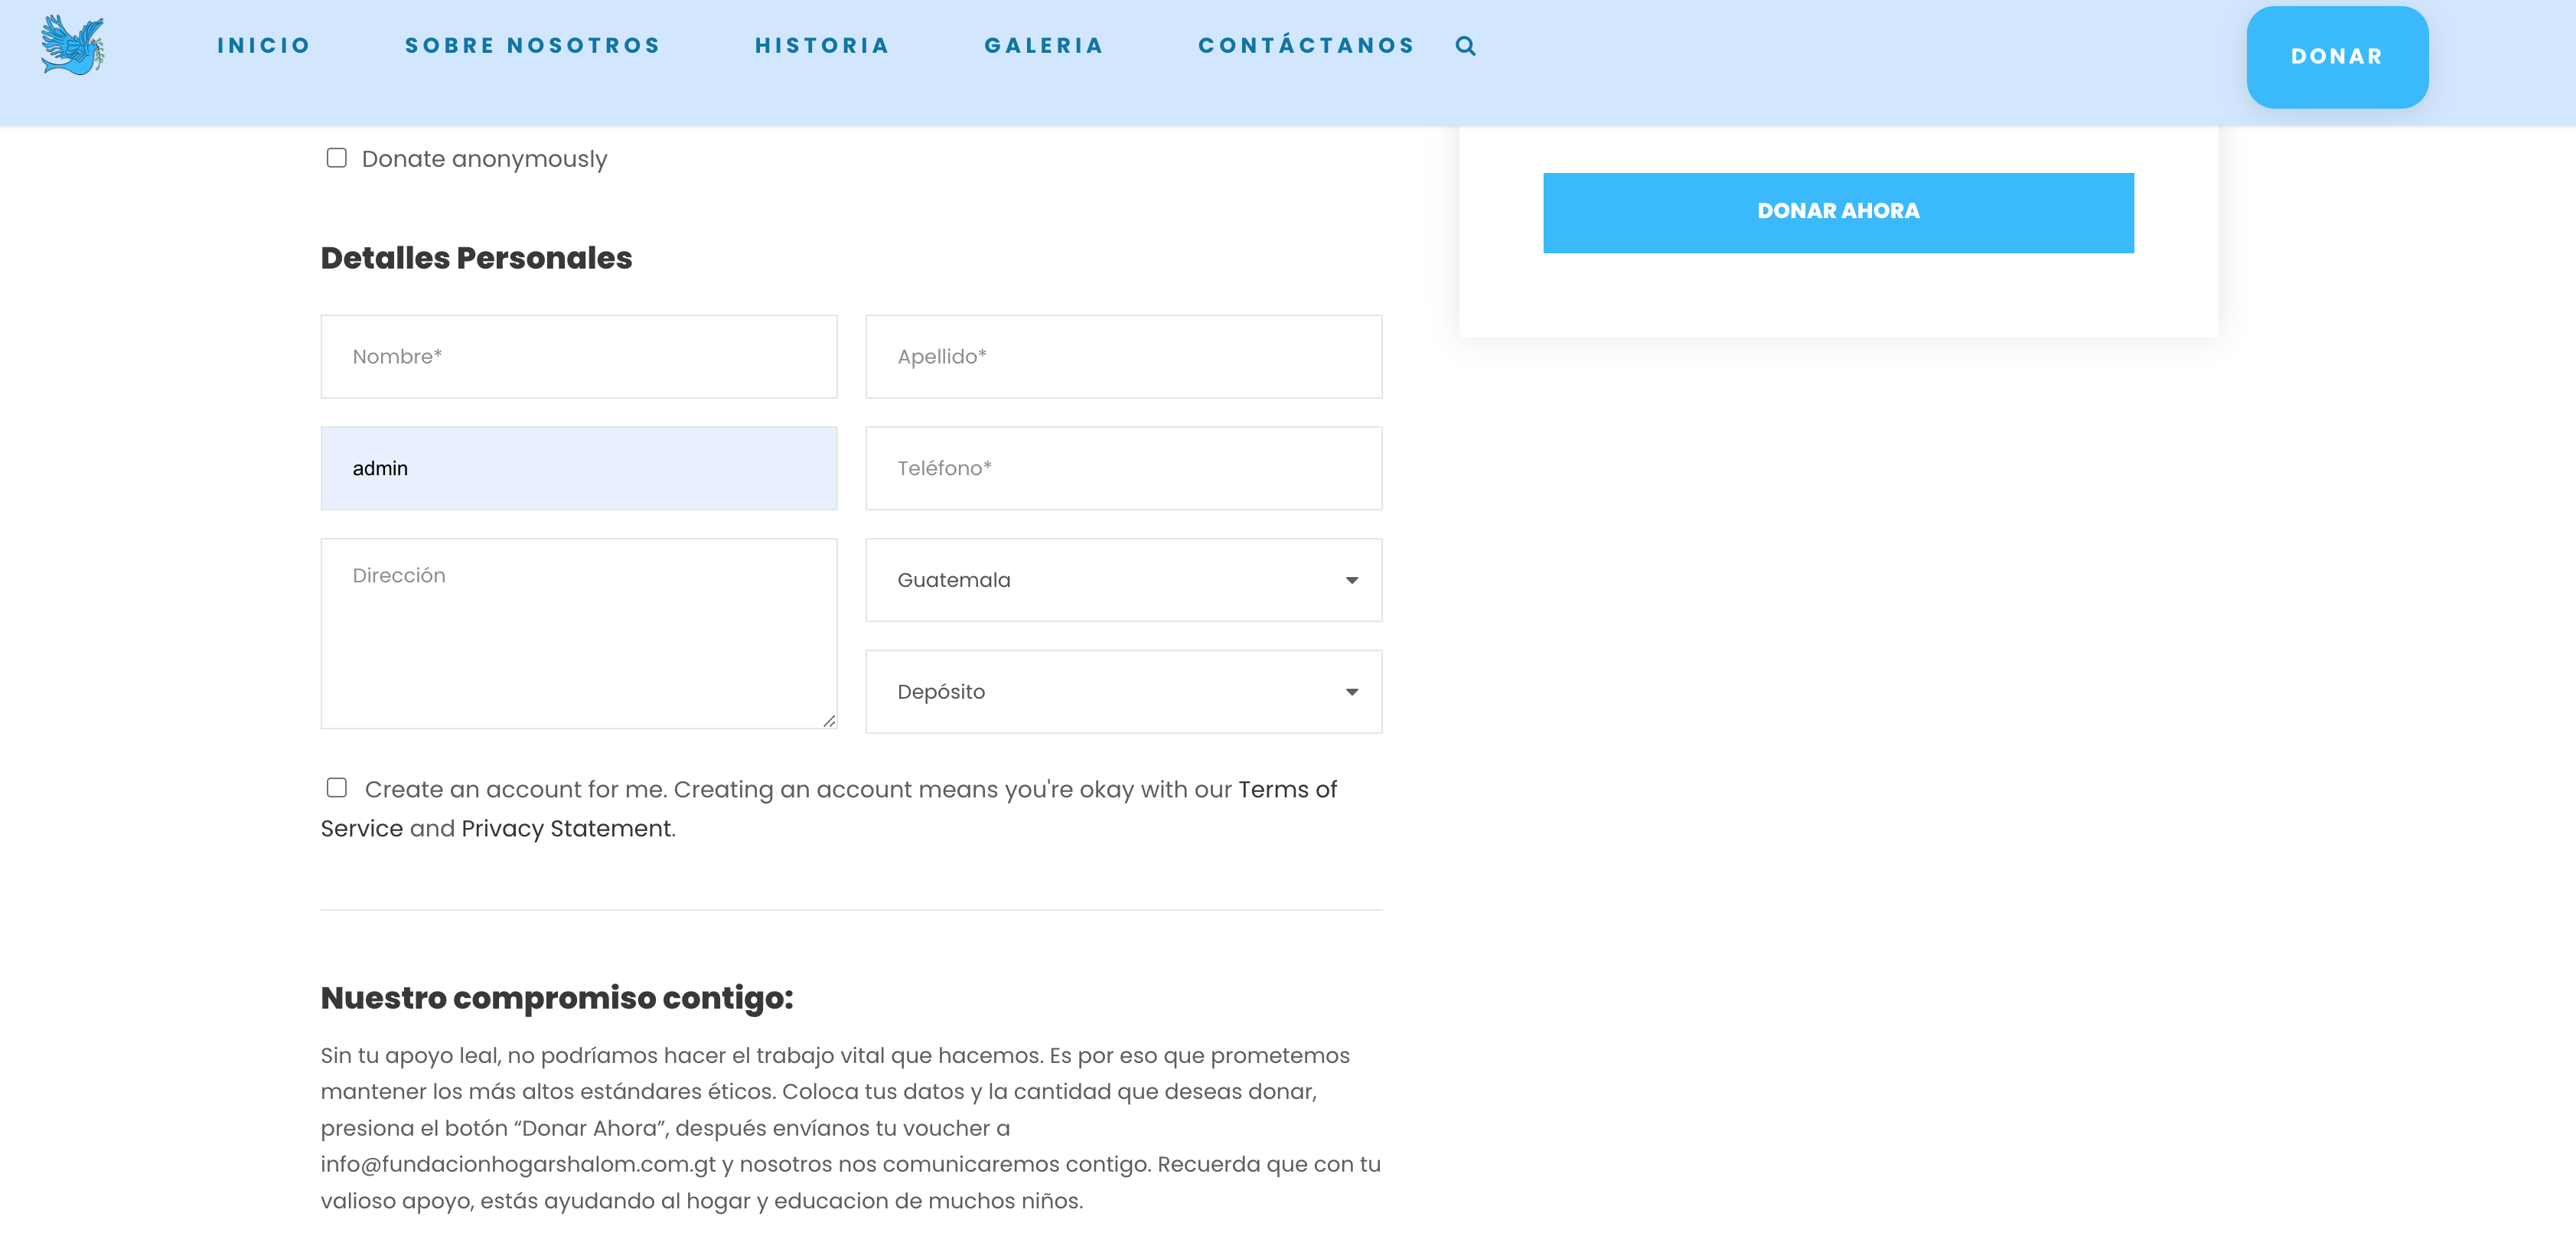 INICIO SOBRE NOSOTROS HISTORIA GALERIA CONTÁCTANOS DONAR
Donate anonymously
DONAR AHORA
Detalles Personales
Nombre* Apellido*
admin Teléfono*
Dirección Guatemala
Depósito
Create an account for me. Creating an account means you're okay with our Terms of
Service and Privacy Statement.
Nuestro compromiso contigo:
Sin tu apoyo leal, no podríamos hacer el trabajo vital que hacemos. Es por eso que prometemos
mantener los más altos estándares éticos. Coloca tus datos y la cantidad que deseas donar,
presiona el botón “Donar Ahora”, después envíanos tu voucher a
info@fundacionhogarshalom.com.gt y nosotros nos comunicaremos contigo. Recuerda que con tu
valioso apoyo, estás ayudando al hogar y educacion de muchos niños.